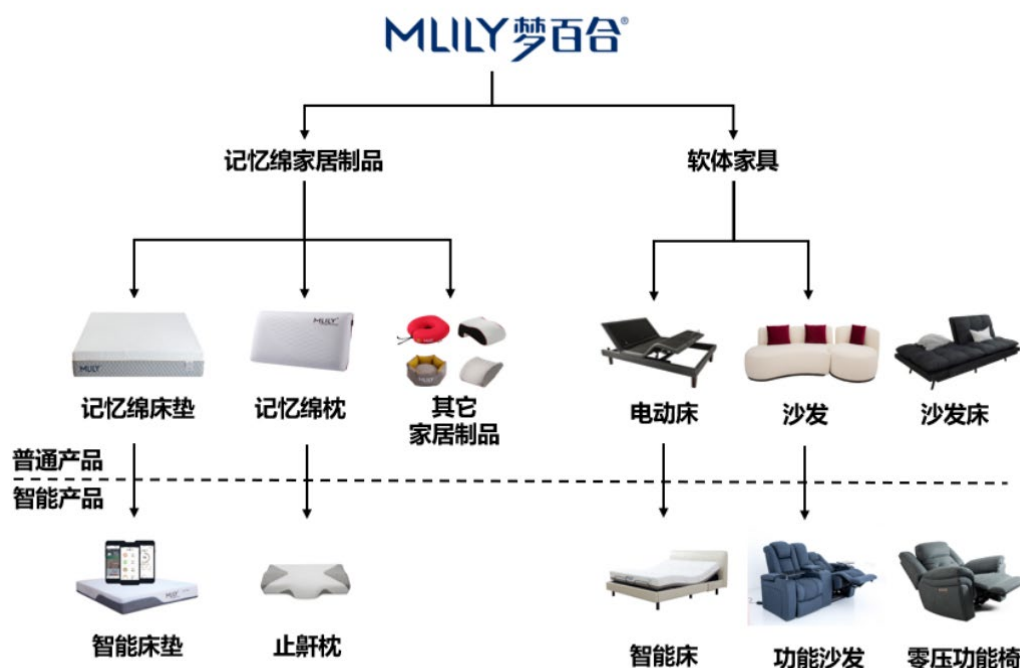 MLILY梦百合®
记忆绵家居制品
软体家具
MLILY
MLILY
记忆绵床垫
记忆绵枕
其它
家居制品
电动床
沙发
沙发床
普通产品
智能产品
MLILY
智能床垫
止鼾枕
智能床
功能沙发
零压功能椅